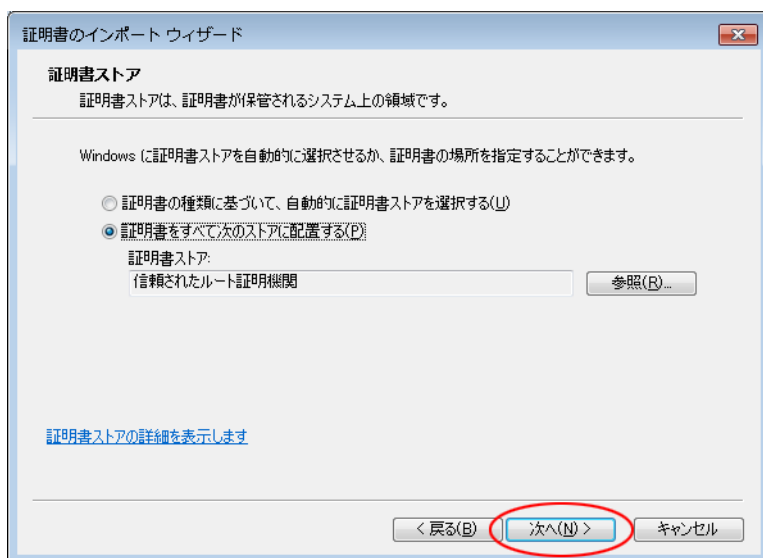 証明書のインポート ウィザード
証明書ストア
証明書ストアは、証明書が保管されるシステム上の領域です。
Windows に証明書ストアを自動的に選択させるか、証明書の場所を指定することができます。
証明書の種類に基づいて、自動的に証明書ストアを選択する(U)
証明書をすべて次のストアに配置する(P)
証明書ストア:
信頼されたルート証明機関
参照(R)...
証明書ストアの詳細を表示します
< 戻る(B)
次へ(N) >
キャンセル